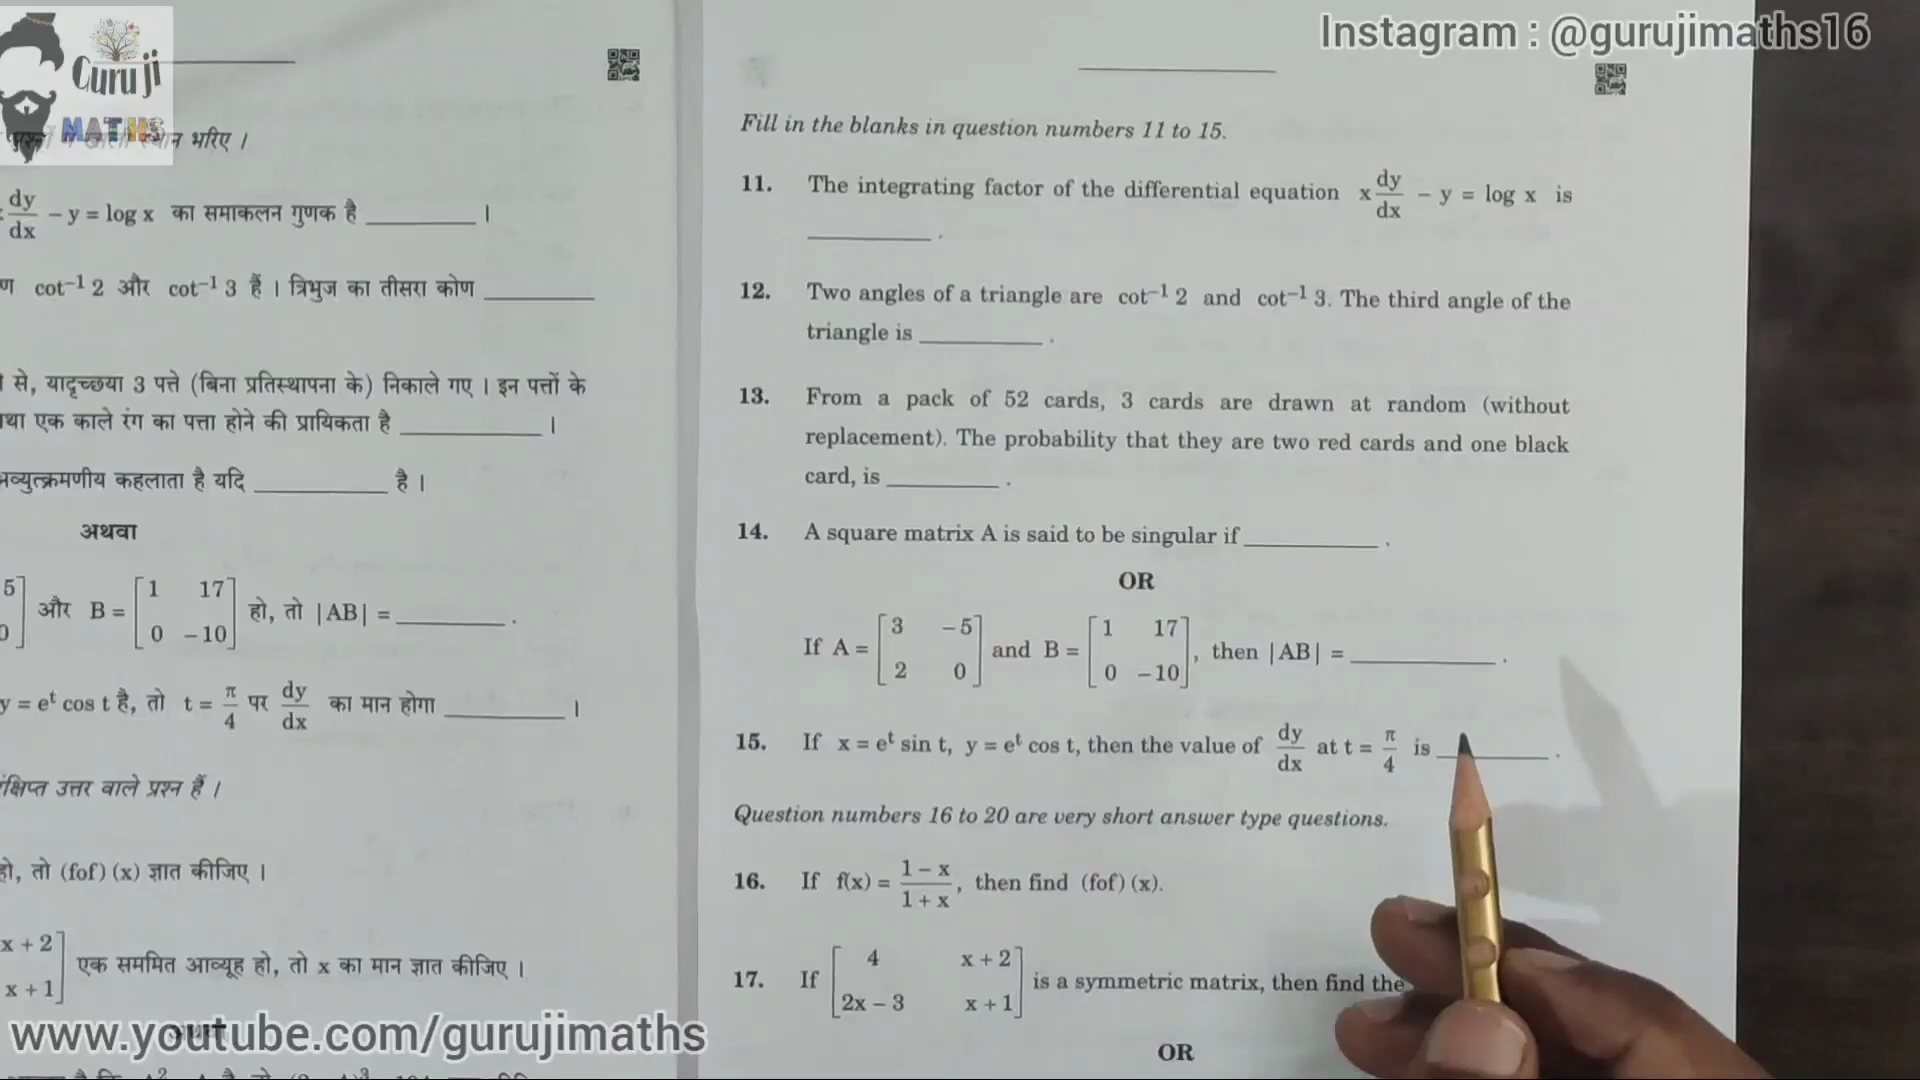 Instagram : @gurujimaths16
Guruji
MATHS
भरिए ।
dy/dx − y = log x का समाकलन गुणक है ________ ।
cot⁻¹ 2 और cot⁻¹ 3 हैं । त्रिभुज का तीसरा कोण ________
से, यादृच्छया 3 पत्ते (बिना प्रतिस्थापना के) निकाले गए । इन पत्तों के
एक काले रंग का पत्ता होने की प्रायिकता है ________ ।
कहलाता है यदि ________ है ।
अथवा
5] और B = [1 17; 0 −10] हो, तो |AB| = ________ .
y = eᵗ cos t है, तो t = π/4 पर dy/dx का मान होगा ________ ।
उत्तर वाले प्रश्न हैं ।
हो, तो (fof) (x) ज्ञात कीजिए ।
x + 2
x + 1] एक सममित आव्यूह हो, तो x का मान ज्ञात कीजिए ।
www.youtube.com/gurujimaths
Fill in the blanks in question numbers 11 to 15.
11. The integrating factor of the differential equation x dy/dx − y = log x is
________ .
12. Two angles of a triangle are cot⁻¹ 2 and cot⁻¹ 3. The third angle of the
triangle is ________ .
13. From a pack of 52 cards, 3 cards are drawn at random (without
replacement). The probability that they are two red cards and one black
card, is ________ .
14. A square matrix A is said to be singular if ________ .
OR
If A = [3 −5; 2 0] and B = [1 17; 0 −10], then |AB| = ________ .
15. If x = eᵗ sin t, y = eᵗ cos t, then the value of dy/dx at t = π/4 is ________ .
Question numbers 16 to 20 are very short answer type questions.
16. If f(x) = (1 − x)/(1 + x), then find (fof) (x).
17. If [4 x + 2; 2x − 3 x + 1] is a symmetric matrix, then find the
OR